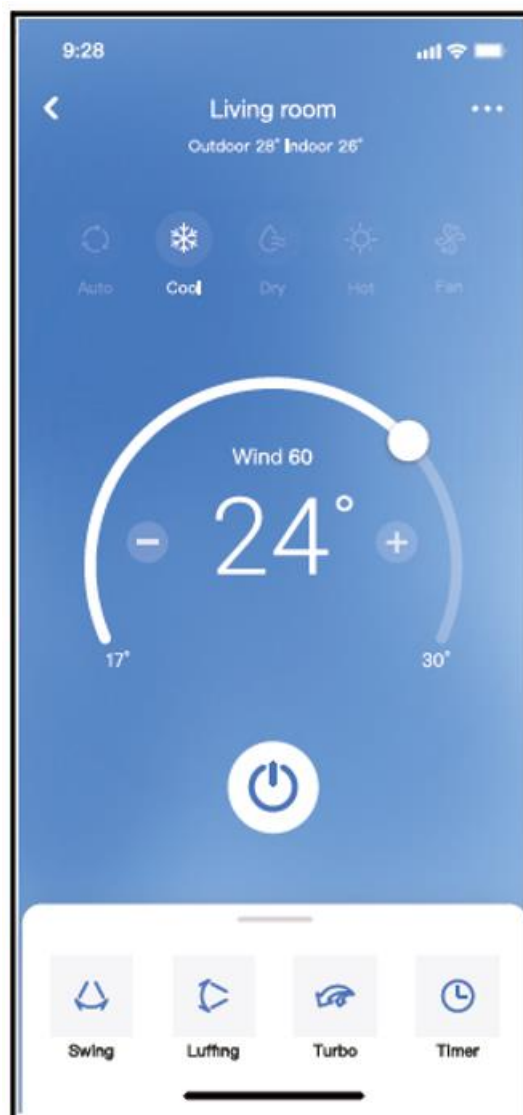 9:28
Living room
Outdoor 28° Indoor 26°
Auto Cool Dry Hot Fan
Wind 60
24°
17° 30°
Swing Luffing Turbo Timer